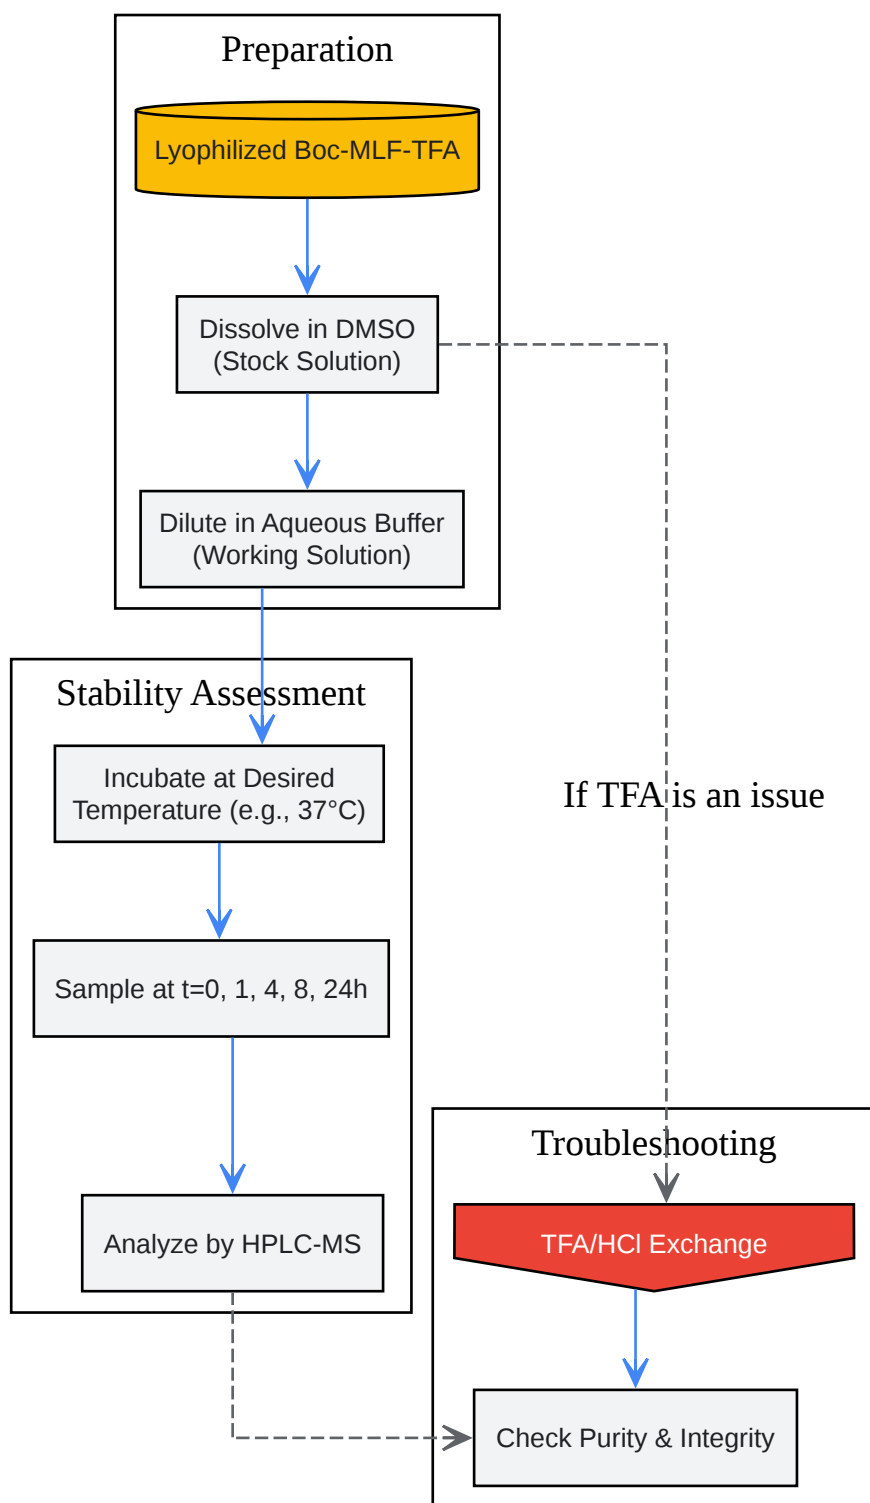 Preparation
Lyophilized Boc-MLF-TFA
Dissolve in DMSO
(Stock Solution)
Dilute in Aqueous Buffer
(Working Solution)
Stability Assessment
Incubate at Desired
Temperature (e.g., 37°C)
If TFA is an issue
Sample at t=0, 1, 4, 8, 24h
Troubleshooting
Analyze by HPLC-MS
TFA/HCl Exchange
Check Purity & Integrity